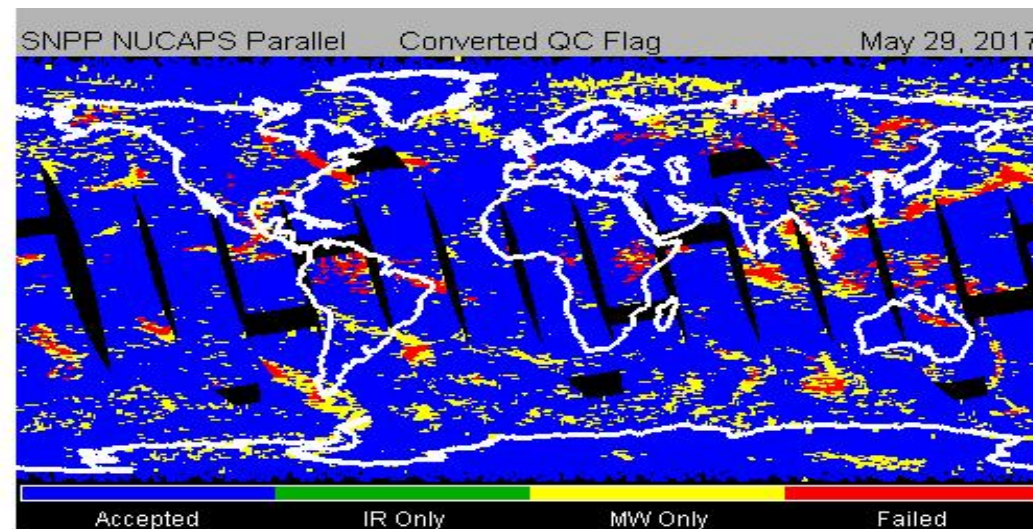 SNPP NUCAPS Parallel Converted QC Flag May 29, 2017
Accepted IR Only MW Only Failed